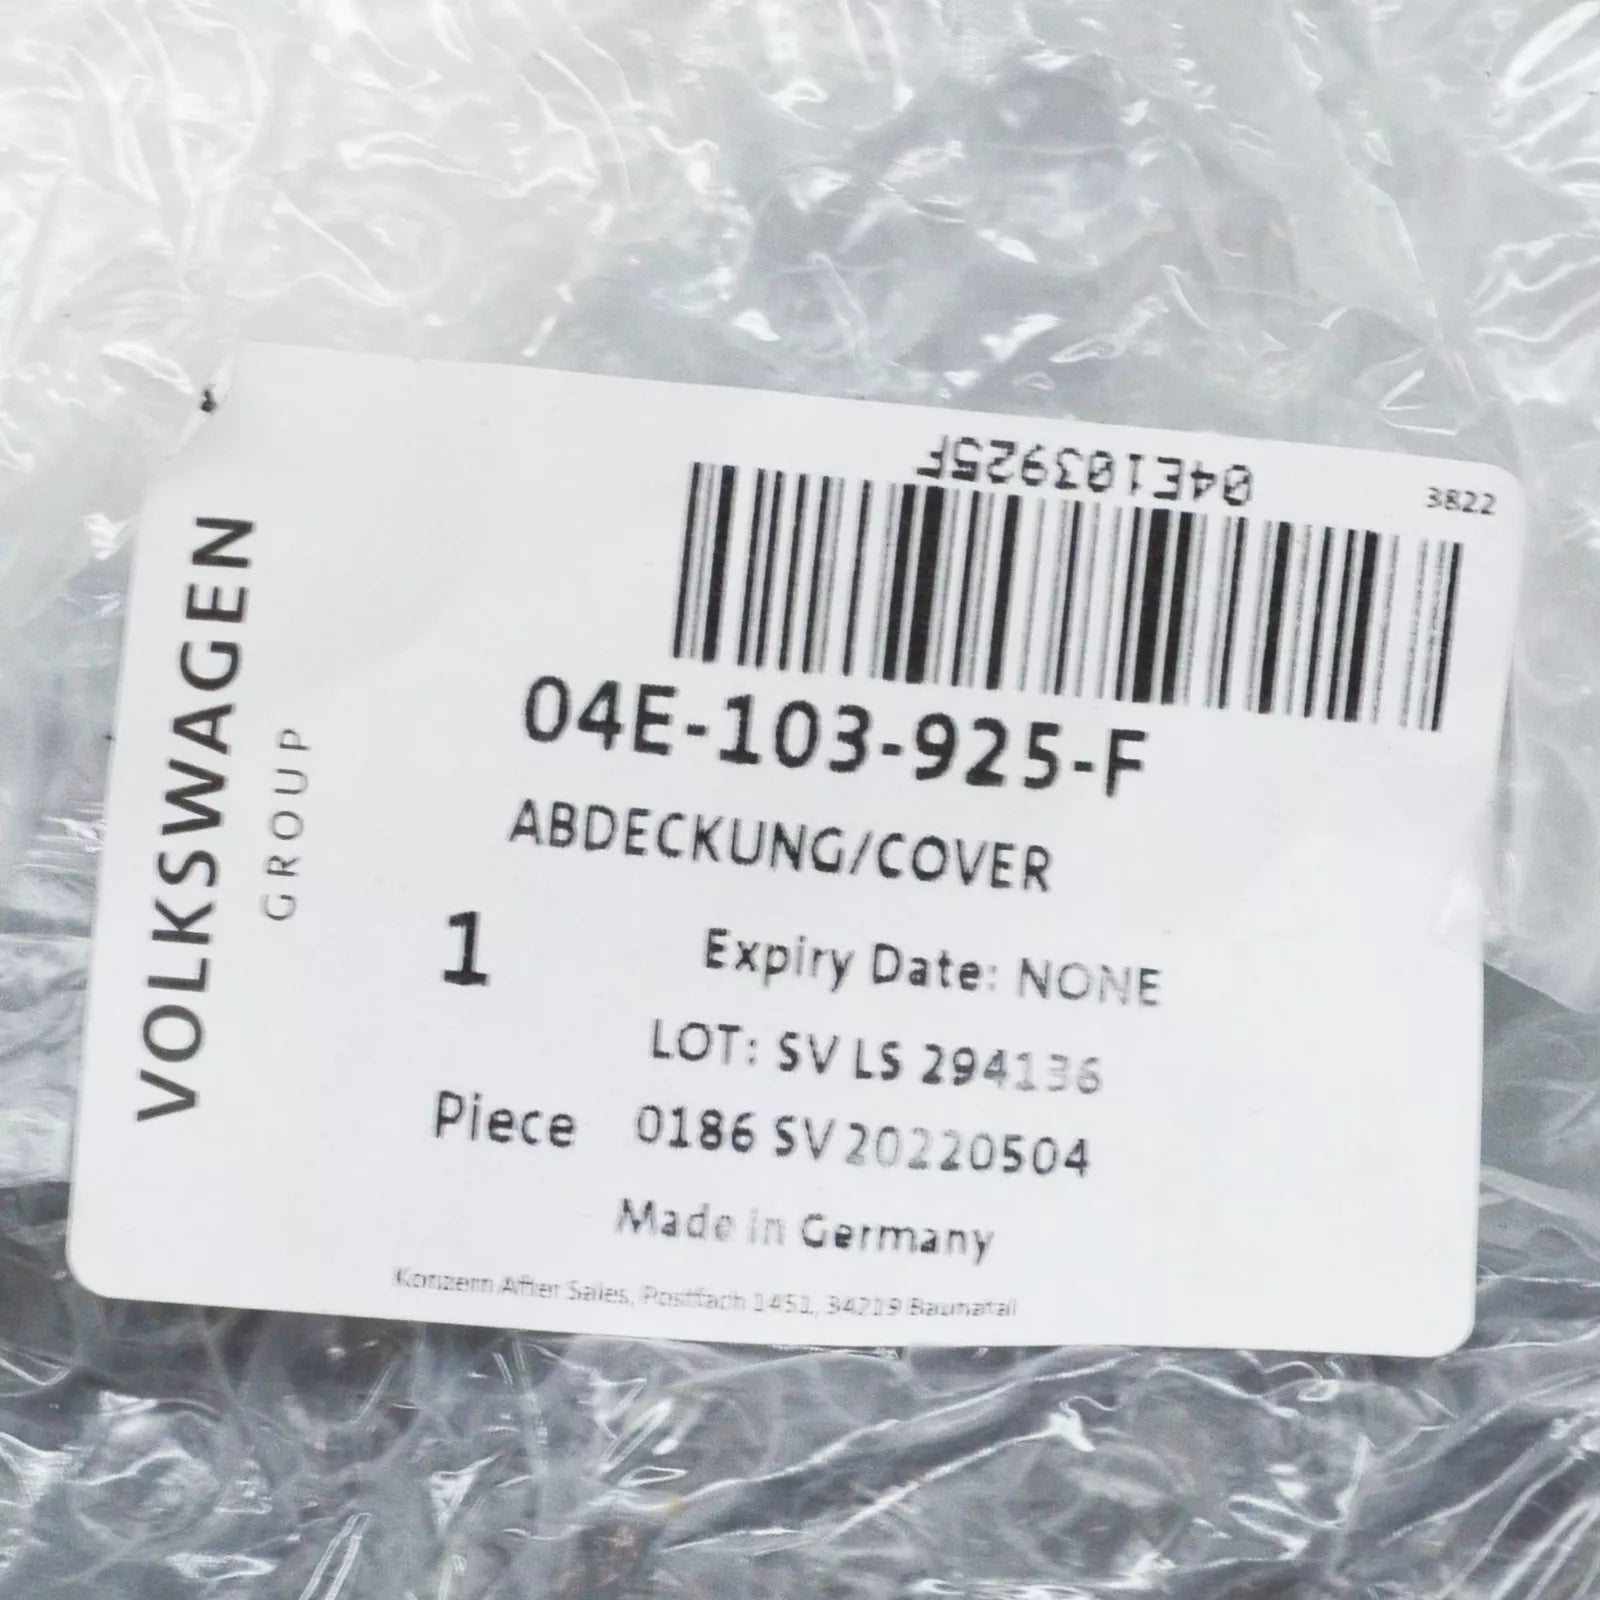 VOLKSWAGEN
GROUP
04E103925F
3822
04E-103-925-F
ABDECKUNG/COVER
1
Expiry Date: NONE
LOT: SV LS 294136
Piece 0186 SV 20220504
Made in Germany
Konzern After Sales, Postfach 1451, 34219 Baunatal